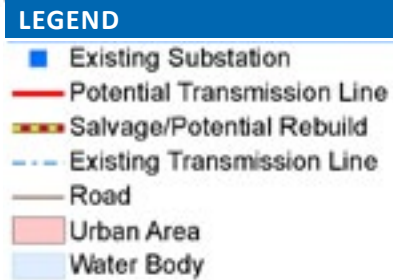 LEGEND
Existing Substation
Potential Transmission Line
Salvage/Potential Rebuild
Existing Transmission Line
Road
Urban Area
Water Body